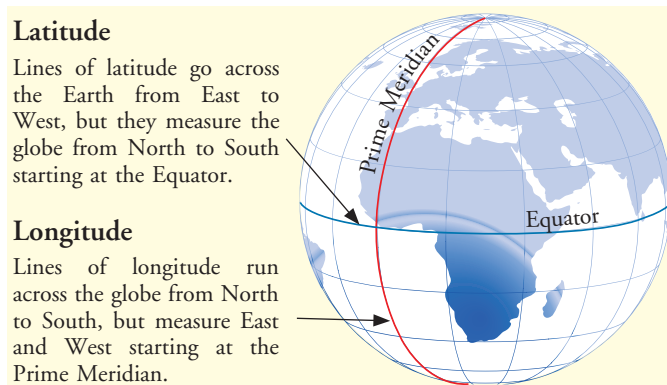 Latitude
Lines of latitude go across
the Earth from East to
West, but they measure the
globe from North to South
starting at the Equator.
Longitude
Lines of longitude run
across the globe from North
to South, but measure East
and West starting at the
Prime Meridian.
Prime Meridian
Equator